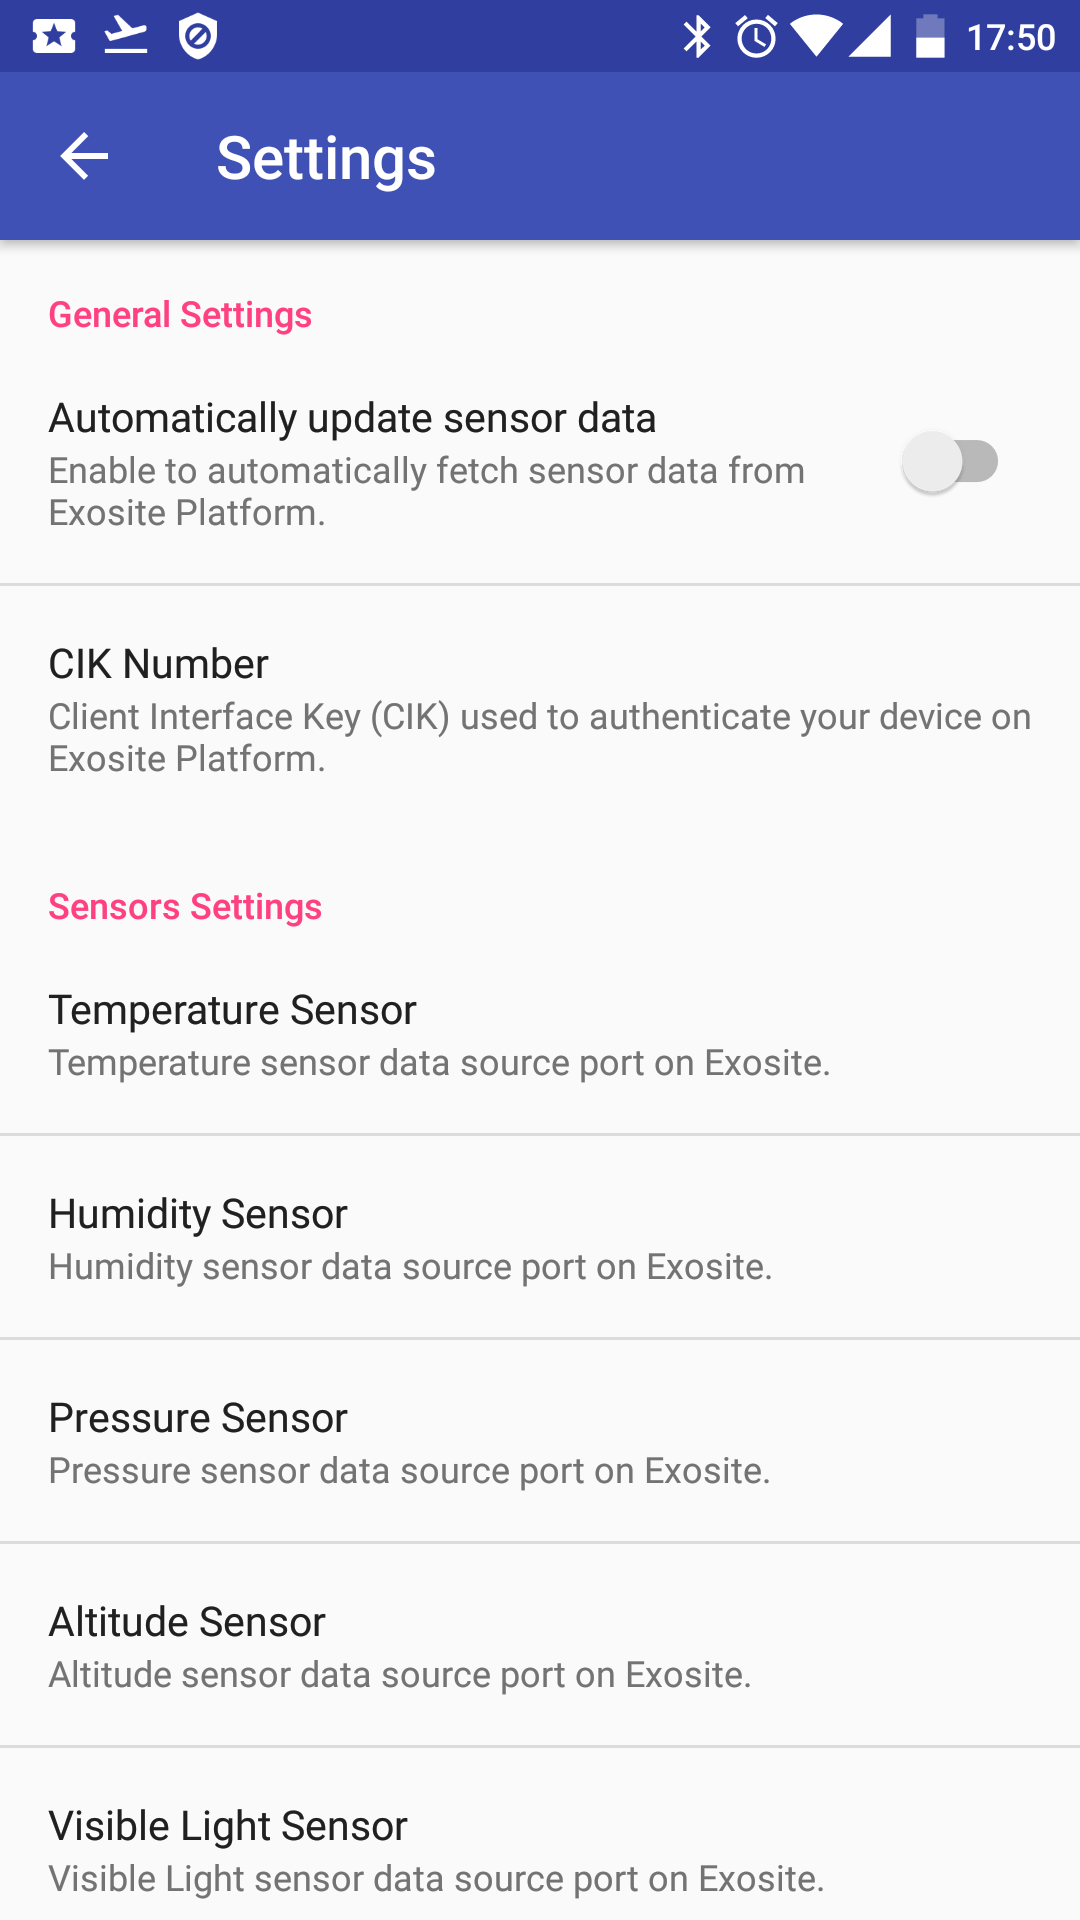 17:50
Settings
General Settings
Automatically update sensor data
Enable to automatically fetch sensor data from
Exosite Platform.
CIK Number
Client Interface Key (CIK) used to authenticate your device on
Exosite Platform.
Sensors Settings
Temperature Sensor
Temperature sensor data source port on Exosite.
Humidity Sensor
Humidity sensor data source port on Exosite.
Pressure Sensor
Pressure sensor data source port on Exosite.
Altitude Sensor
Altitude sensor data source port on Exosite.
Visible Light Sensor
Visible Light sensor data source port on Exosite.